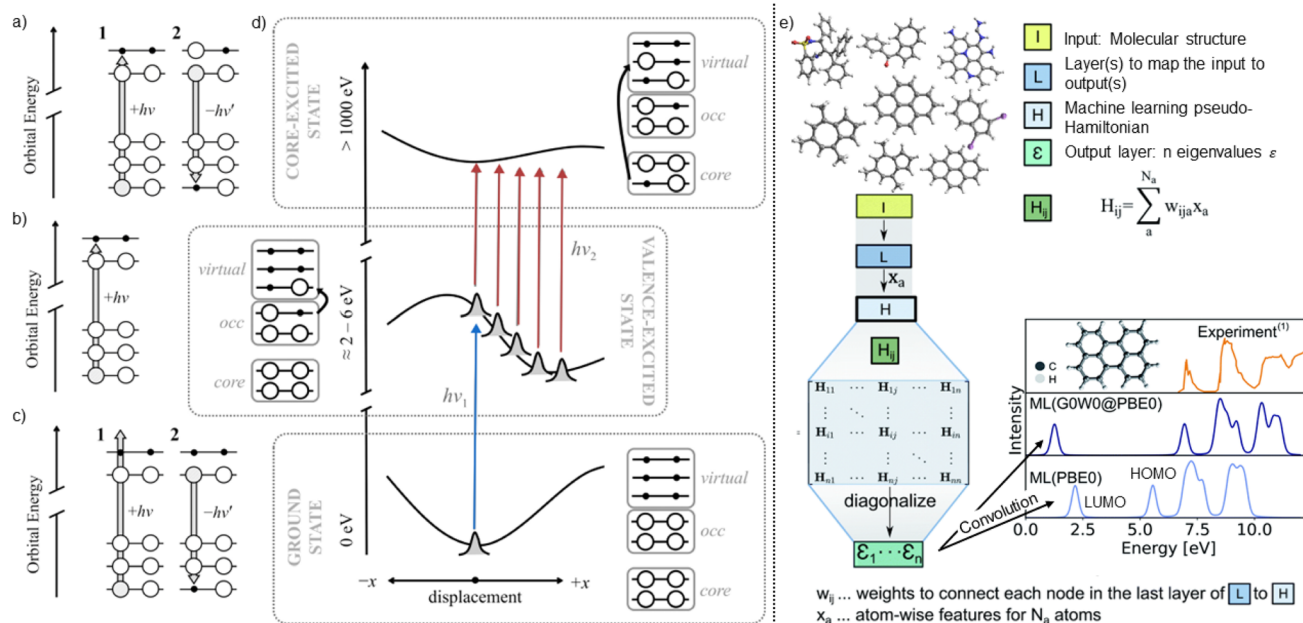 a)
1
2
Orbital Energy
+hν
−hν'
b)
Orbital Energy
+hν
c)
1
2
Orbital Energy
+hν
−hν'
d)
CORE-EXCITED
STATE
> 1000 eV
virtual
occ
core
virtual
occ
core
≈ 2 – 6 eV
hν2
hν1
VALENCE-EXCITED
STATE
GROUND
STATE
0 eV
virtual
occ
core
−x
+x
displacement
e)
I
Input: Molecular structure
L
Layer(s) to map the input to
output(s)
H
Machine learning pseudo-
Hamiltonian
Ɛ
Output layer: n eigenvalues ε
Hij
Hij=∑a^Na wija xa
I
L
xa
H
Hij
H11 ··· H1j ··· H1n
⋮ ⋱ ⋮ ⋮
Hi1 ··· Hij ··· Hin
⋮ ⋮ ⋱ ⋮
Hn1 ··· Hnj ··· Hnn
diagonalize
Ɛ1···Ɛn
Convolution
Experiment(1)
C
H
ML(G0W0@PBE0)
ML(PBE0)
HOMO
LUMO
Intensity
0.0 2.5 5.0 7.5 10.0
Energy [eV]
wij ... weights to connect each node in the last layer of L to H
xa ... atom-wise features for Na atoms